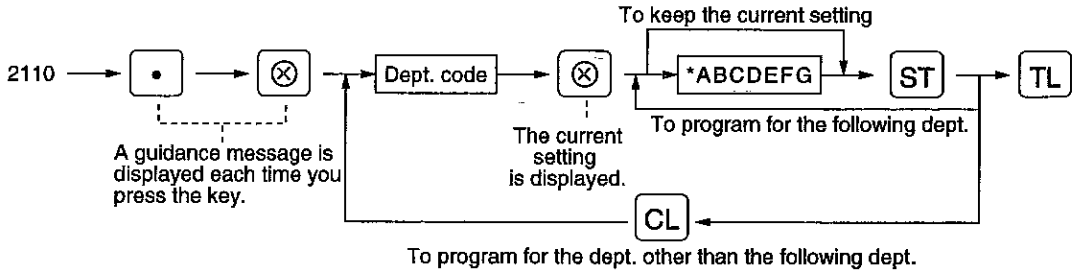 To keep the current setting
2110 • ⊗ Dept. code ⊗ *ABCDEFG ST TL
To program for the following dept.
A guidance message is
displayed each time you
press the key.
The current
setting
is displayed.
CL
To program for the dept. other than the following dept.